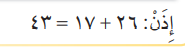 إِذَنْ: ٢٦ + ١٧ = ٤٣